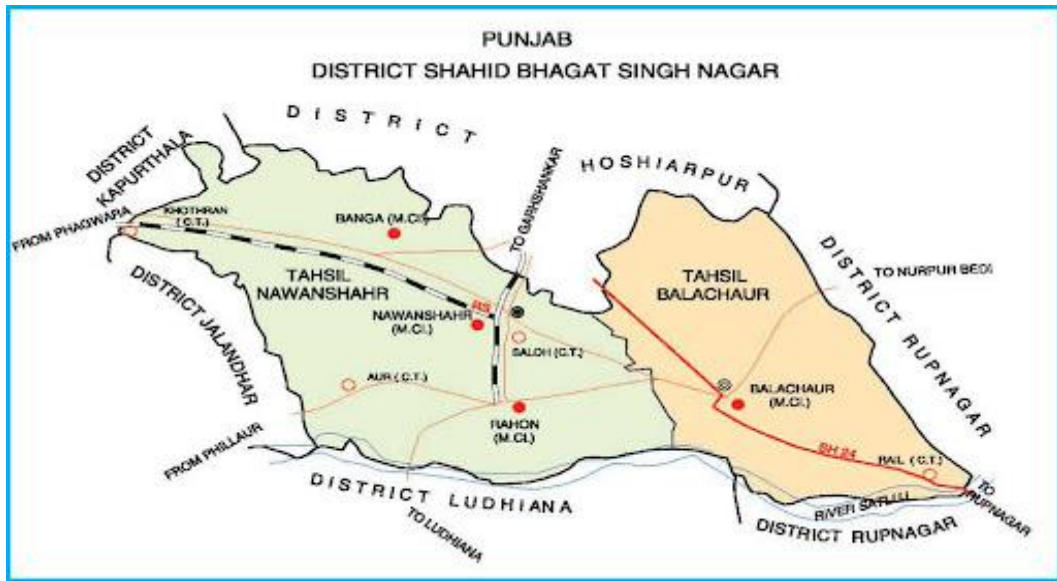 PUNJAB
DISTRICT SHAHID BHAGAT SINGH NAGAR
DISTRICT
HOSHIARPUR
DISTRICT
KAPURTHALA
TO GARHSHANKAR
FROM PHAGWARA
KHOTHRAN
(C.T.)
BANGA (M.Cl.)
TAHSIL
NAWANSHAHR
TAHSIL
BALACHAUR
TO NURPUR BEDI
DISTRICT RUPNAGAR
RS
NAWANSHAHR
(M.Cl.)
SALOH (C.T.)
DISTRICT JALANDHAR
AUR (C.T.)
BALACHAUR
(M.Cl.)
RAHON
(M.Cl.)
FROM PHILLAUR
SH 24
RAIL (C.T.)
DISTRICT LUDHIANA
RIVER SATLUJ
TO
RUPNAGAR
TO LUDHIANA
DISTRICT RUPNAGAR